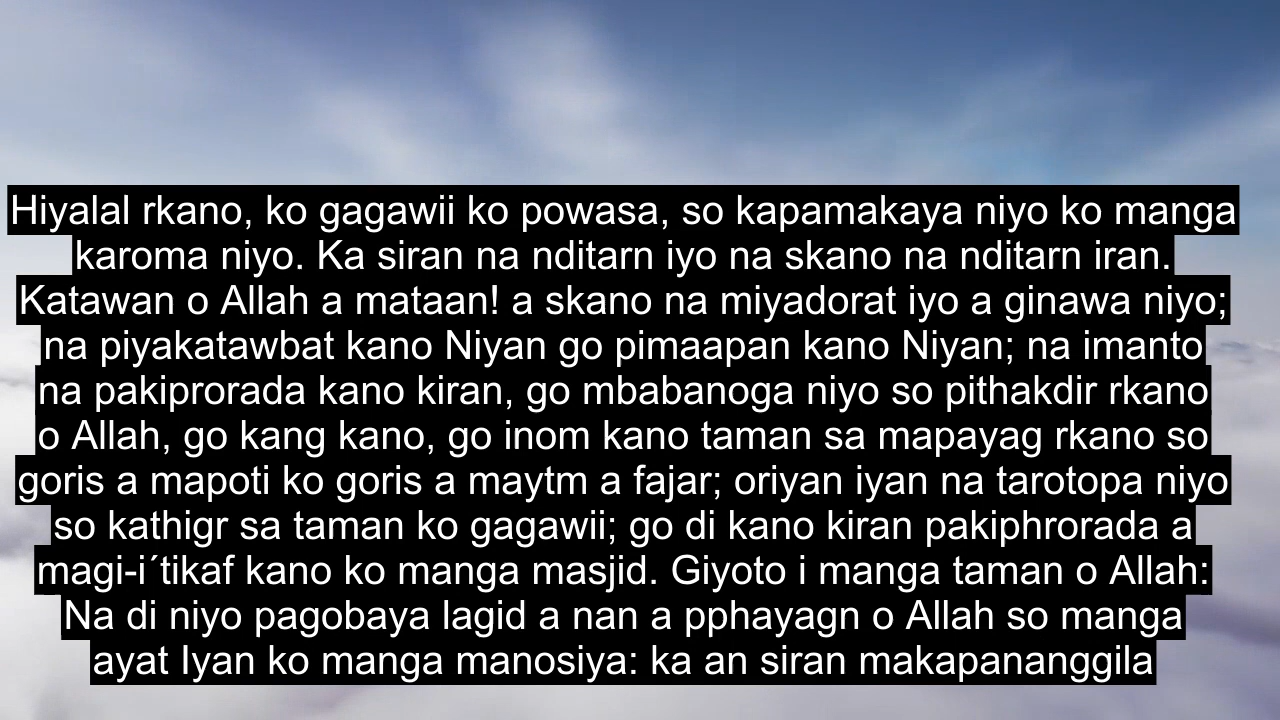 Hiyalal rkano, ko gagawii ko powasa, so kapamakaya niyo ko manga
karoma niyo. Ka siran na nditarn iyo na skano na nditarn iran.
Katawan o Allah a mataan! a skano na miyadorat iyo a ginawa niyo;
na piyakatawbat kano Niyan go pimaapan kano Niyan; na imanto
na pakiprorada kano kiran, go mbabanoga niyo so pithakdir rkano
o Allah, go kang kano, go inom kano taman sa mapayag rkano so
goris a mapoti ko goris a maytm a fajar; oriyan iyan na tarotopa niyo
so kathigr sa taman ko gagawii; go di kano kiran pakiphrorada a
magi-i´tikaf kano ko manga masjid. Giyoto i manga taman o Allah:
Na di niyo pagobaya lagid a nan a pphayagn o Allah so manga
ayat Iyan ko manga manosiya: ka an siran makapananggila